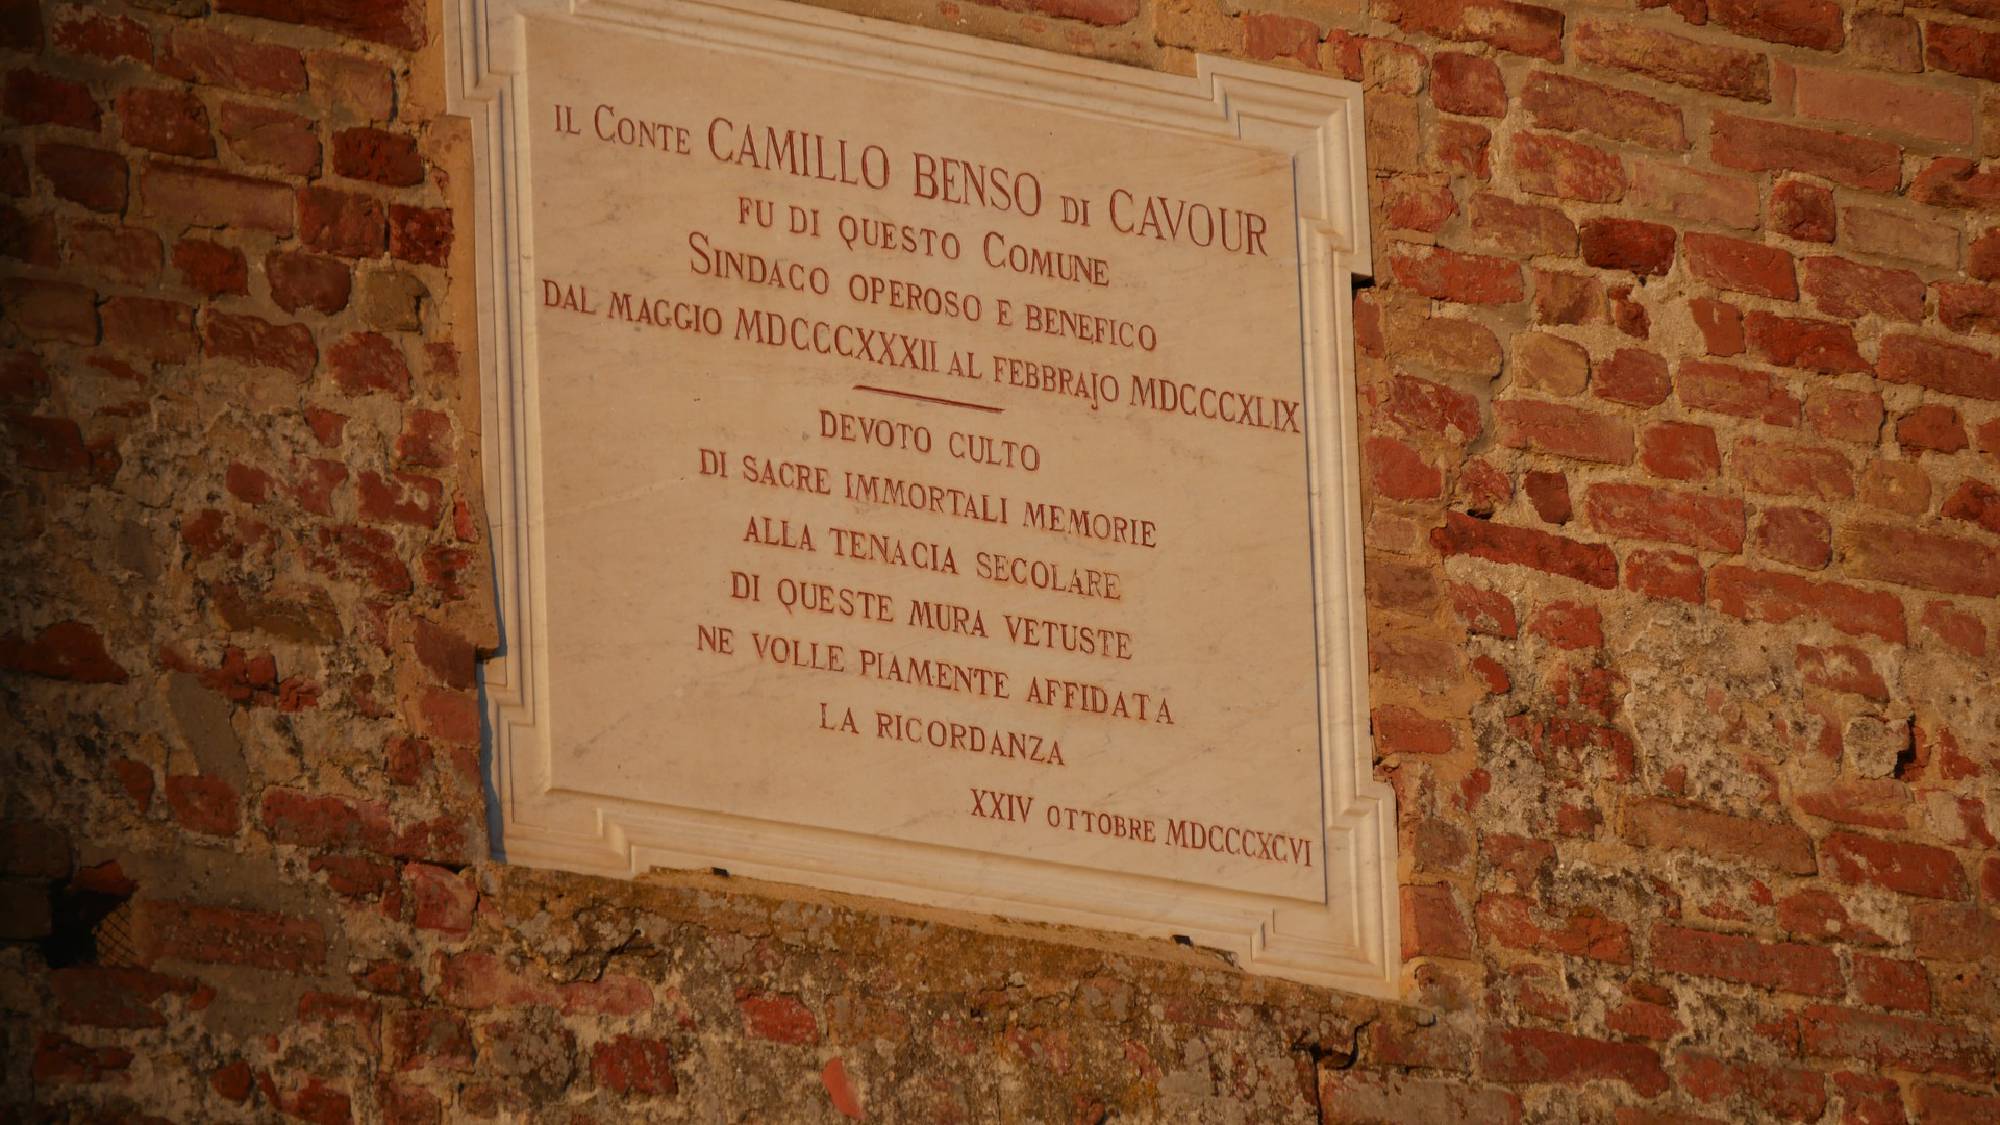 IL CONTE CAMILLO BENSO DI CAVOUR
FU DI QUESTO COMUNE
SINDACO OPEROSO E BENEFICO
DAL MAGGIO MDCCCXXXII AL FEBBRAJO MDCCCXLIX
DEVOTO CULTO
DI SACRE IMMORTALI MEMORIE
ALLA TENACIA SECOLARE
DI QUESTE MURA VETUSTE
NE VOLLE PIAMENTE AFFIDATA
LA RICORDANZA
XXIV OTTOBRE MDCCCXCVI